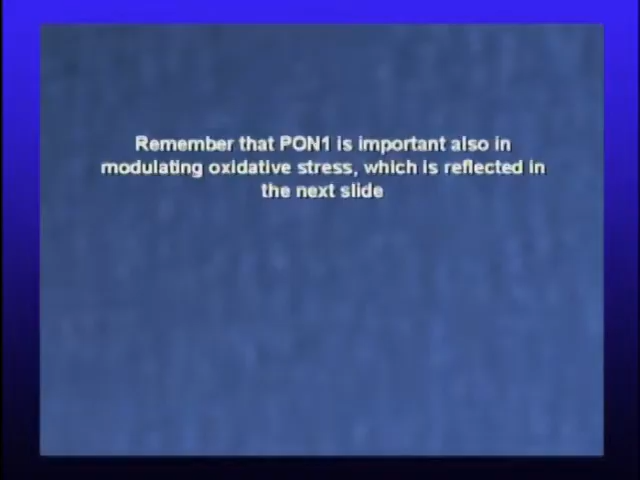 Remember that PON1 is important also in
modulating oxidative stress, which is reflected in
the next slide